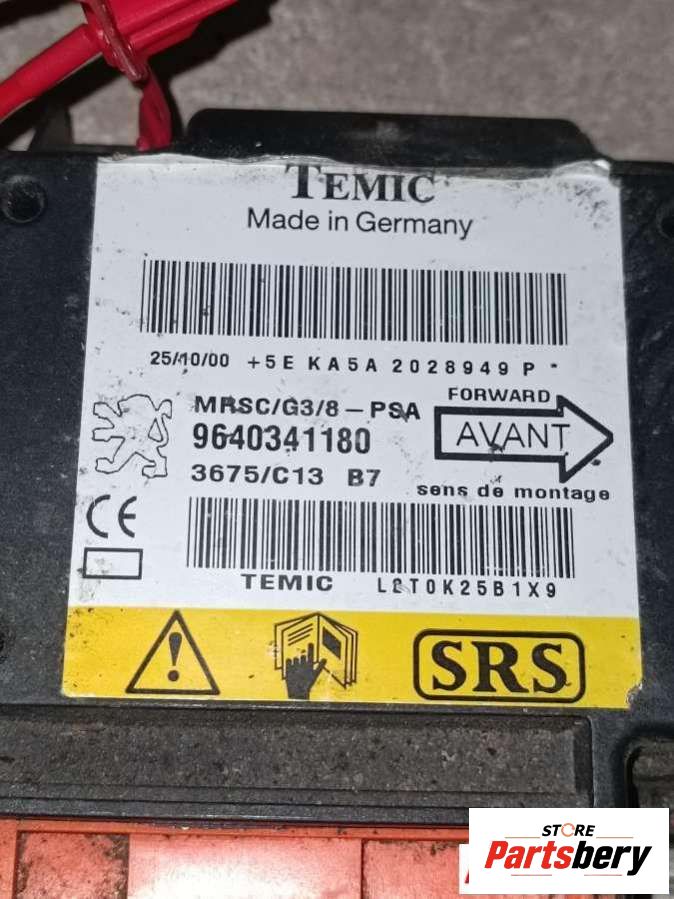 TEMIC
Made in Germany
25/10/00 +5E KA5A 2028949 P
MRSC/G3/8 – PSA
9640341180
3675/C13 B7
FORWARD
AVANT
sens de montage
CE
TEMIC L2T0K25B1X9
SRS
STORE
Partsbery